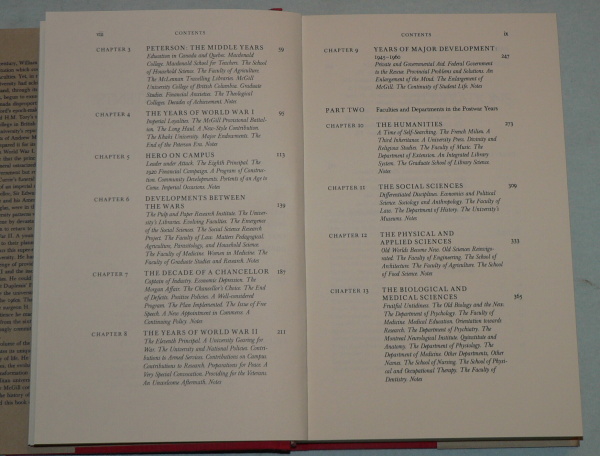 viii CONTENTS
CHAPTER 3 PETERSON: THE MIDDLE YEARS 59
Education in Canada and Quebec. Macdonald
College. Macdonald School for Teachers. The School
of Household Science. The Faculty of Agriculture.
The McLennan Travelling Libraries. McGill
University College of British Columbia. Graduate
Studies. Financial Anxieties. The Theological
Colleges. Decades of Achievement. Notes
CHAPTER 4 THE YEARS OF WORLD WAR I 95
Imperial Loyalties. The McGill Provisional Battal-
ion. The Long Haul. A New-Style Contribution.
The Khaki University. Major Endowments. The
End of the Peterson Era. Notes
CHAPTER 5 HERO ON CAMPUS 113
Leader under Attack. The Eighth Principal. The
1920 Financial Campaign. A Program of Construc-
tion. Community Developments. Portents of an Age to
Come. Imperial Occasions. Notes
CHAPTER 6 DEVELOPMENTS BETWEEN
THE WARS 139
The Pulp and Paper Research Institute. The Univer-
sity's Libraries. Evolving Faculties. The Emergence
of the Social Sciences. The Social Science Research
Project. The Faculty of Law. Matters Pedagogical.
Agriculture, Parasitology, and Household Science.
The Faculty of Medicine. Women in Medicine. The
Faculty of Graduate Studies and Research. Notes
CHAPTER 7 THE DECADE OF A CHANCELLOR 187
Captain of Industry. Economic Depression. The
Morgan Affair. The Chancellor's Choice. The End
of Deficits. Positive Policies. A Well-considered
Program. The Plan Implemented. The Issue of Free
Speech. A New Appointment in Commerce. A
Continuing Policy. Notes
CHAPTER 8 THE YEARS OF WORLD WAR II 211
The Eleventh Principal. A University Gearing for
War. The University and National Policies. Contri-
butions to Armed Services. Contributions on Campus.
Contributions to Research. Preparations for Peace. A
Very Special Convocation. Providing for the Veterans.
An Unwelcome Aftermath. Notes
CONTENTS ix
CHAPTER 9 YEARS OF MAJOR DEVELOPMENT:
1945–1960 247
Private and Governmental Aid. Federal Government
to the Rescue. Provincial Problems and Solutions. An
Enlargement of the Mind. The Enlargement of
McGill. The Continuity of Student Life. Notes
PART TWO Faculties and Departments in the Postwar Years
CHAPTER 10 THE HUMANITIES 273
A Time of Self-Searching. The French Milieu. A
Third Inheritance. A University Press. Divinity and
Religious Studies. The Faculty of Music. The
Department of Extension. An Integrated Library
System. The Graduate School of Library Science.
Notes
CHAPTER 11 THE SOCIAL SCIENCES 309
Differentiated Disciplines. Economics and Political
Science. Sociology and Anthropology. The Faculty of
Law. The Department of History. The University's
Museums. Notes
CHAPTER 12 THE PHYSICAL AND
APPLIED SCIENCES 333
Old Worlds Become New. Old Sciences Reinvigo-
rated. The Faculty of Engineering. The School of
Architecture. The Faculty of Agriculture. The School
of Food Science. Notes
CHAPTER 13 THE BIOLOGICAL AND
MEDICAL SCIENCES 363
Fruitful Untidiness. The Old Biology and the New.
The Department of Psychology. The Faculty of
Medicine. Medical Education. Orientation towards
Research. The Department of Psychiatry. The
Montreal Neurological Institute. Quinstitute and
Anatomy. The Department of Physiology. The
Department of Medicine. Other Departments, Other
Names. The School of Nursing. The School of Physi-
cal and Occupational Therapy. The Faculty of
Dentistry. Notes